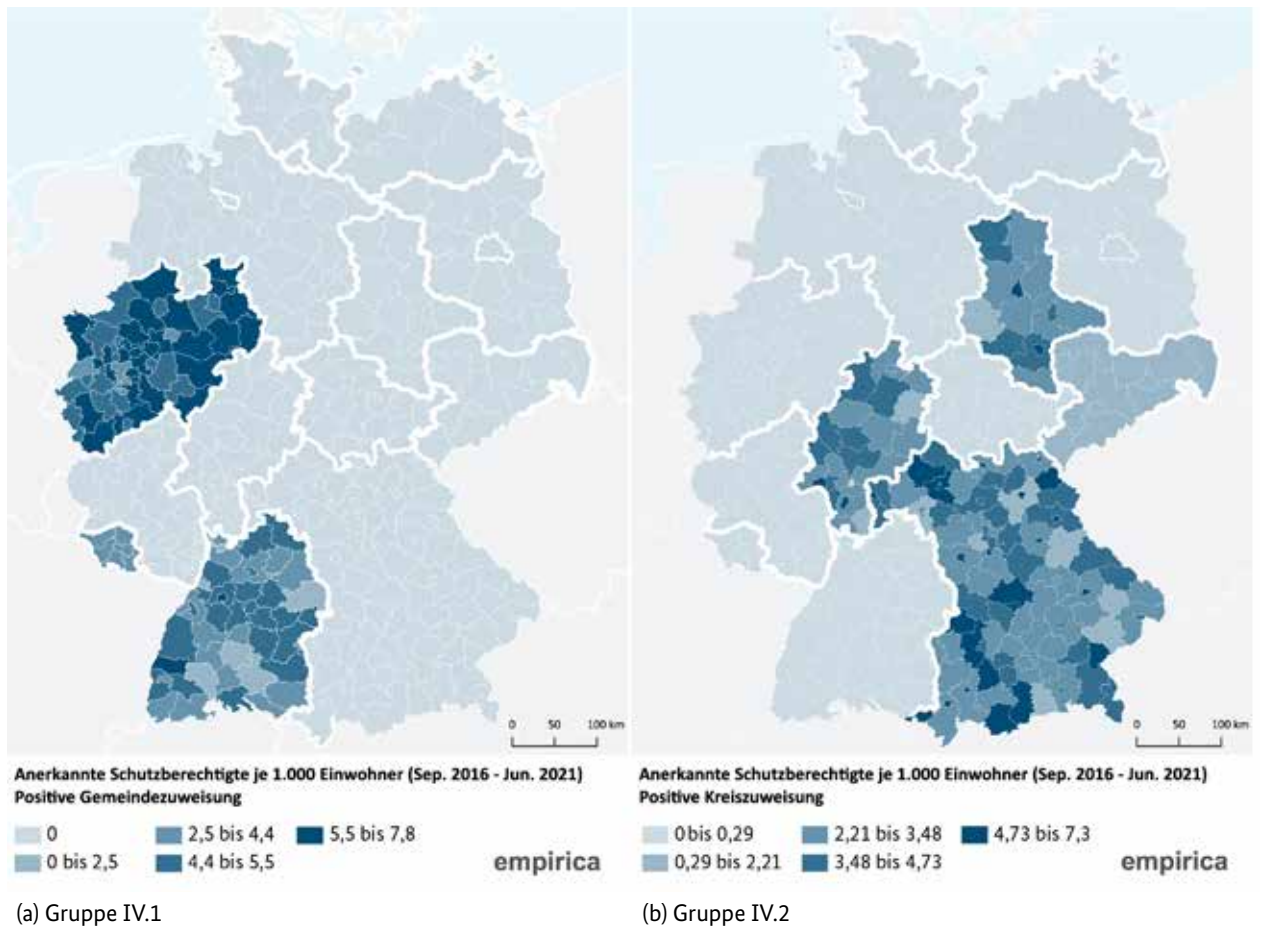 0 50 100 km
Anerkannte Schutzberechtigte je 1.000 Einwohner (Sep. 2016 - Jun. 2021)
Positive Gemeindezuweisung
0
2,5 bis 4,4
5,5 bis 7,8
0 bis 2,5
4,4 bis 5,5
empirica
(a) Gruppe IV.1
0 50 100 km
Anerkannte Schutzberechtigte je 1.000 Einwohner (Sep. 2016 - Jun. 2021)
Positive Kreiszuweisung
0 bis 0,29
2,21 bis 3,48
4,73 bis 7,3
0,29 bis 2,21
3,48 bis 4,73
empirica
(b) Gruppe IV.2